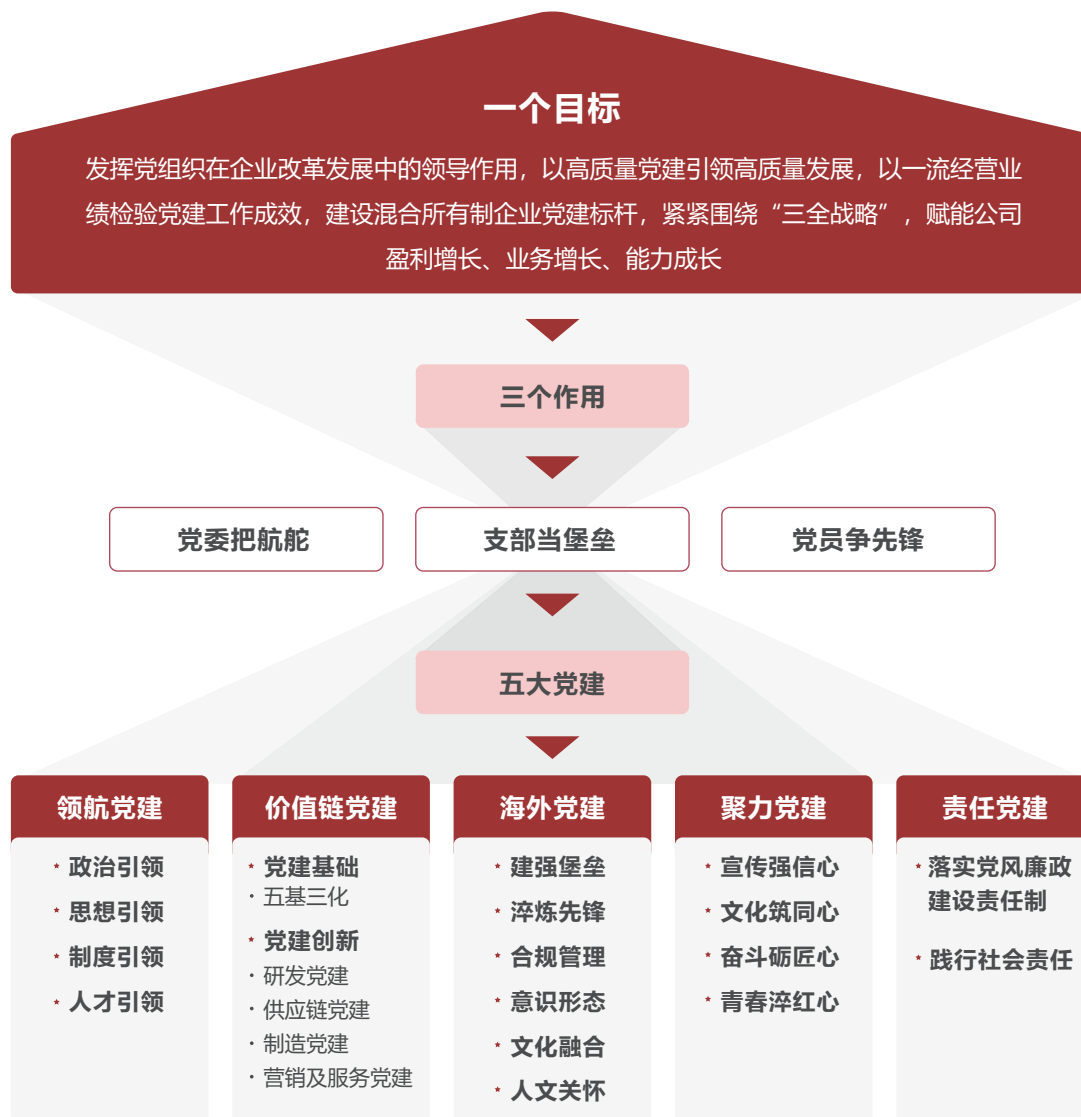 一个目标
发挥党组织在企业改革发展中的领导作用，以高质量党建引领高质量发展，以一流经营业
绩检验党建工作成效，建设混合所有制企业党建标杆，紧紧围绕“三全战略”，赋能公司
盈利增长、业务增长、能力成长
三个作用
党委把航舵
支部当堡垒
党员争先锋
五大党建
领航党建
* 政治引领
* 思想引领
* 制度引领
* 人才引领
价值链党建
* 党建基础
· 五基三化
* 党建创新
· 研发党建
· 供应链党建
· 制造党建
· 营销及服务党建
海外党建
* 建强堡垒
* 淬炼先锋
* 合规管理
* 意识形态
* 文化融合
* 人文关怀
聚力党建
* 宣传强信心
* 文化筑同心
* 奋斗砺匠心
* 青春淬红心
责任党建
* 落实党风廉政
建设责任制
* 践行社会责任